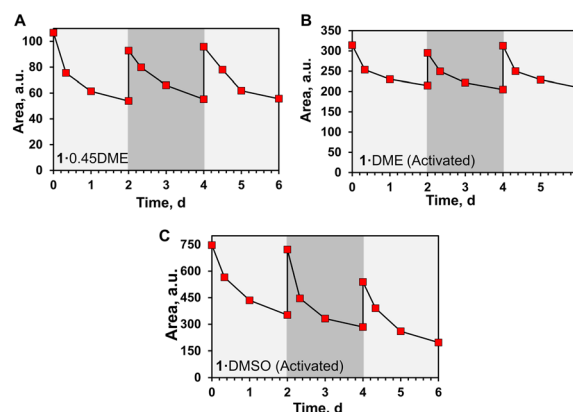 A
Area, a.u.
100
80
60
40
20
0
1·0.45DME
0 1 2 3 4 5 6
Time, d
B
Area, a.u.
350
300
250
200
150
100
50
0
1·DME (Activated)
0 1 2 3 4 5
Time, d
C
Area, a.u.
750
600
450
300
150
0
1·DMSO (Activated)
0 1 2 3 4 5 6
Time, d